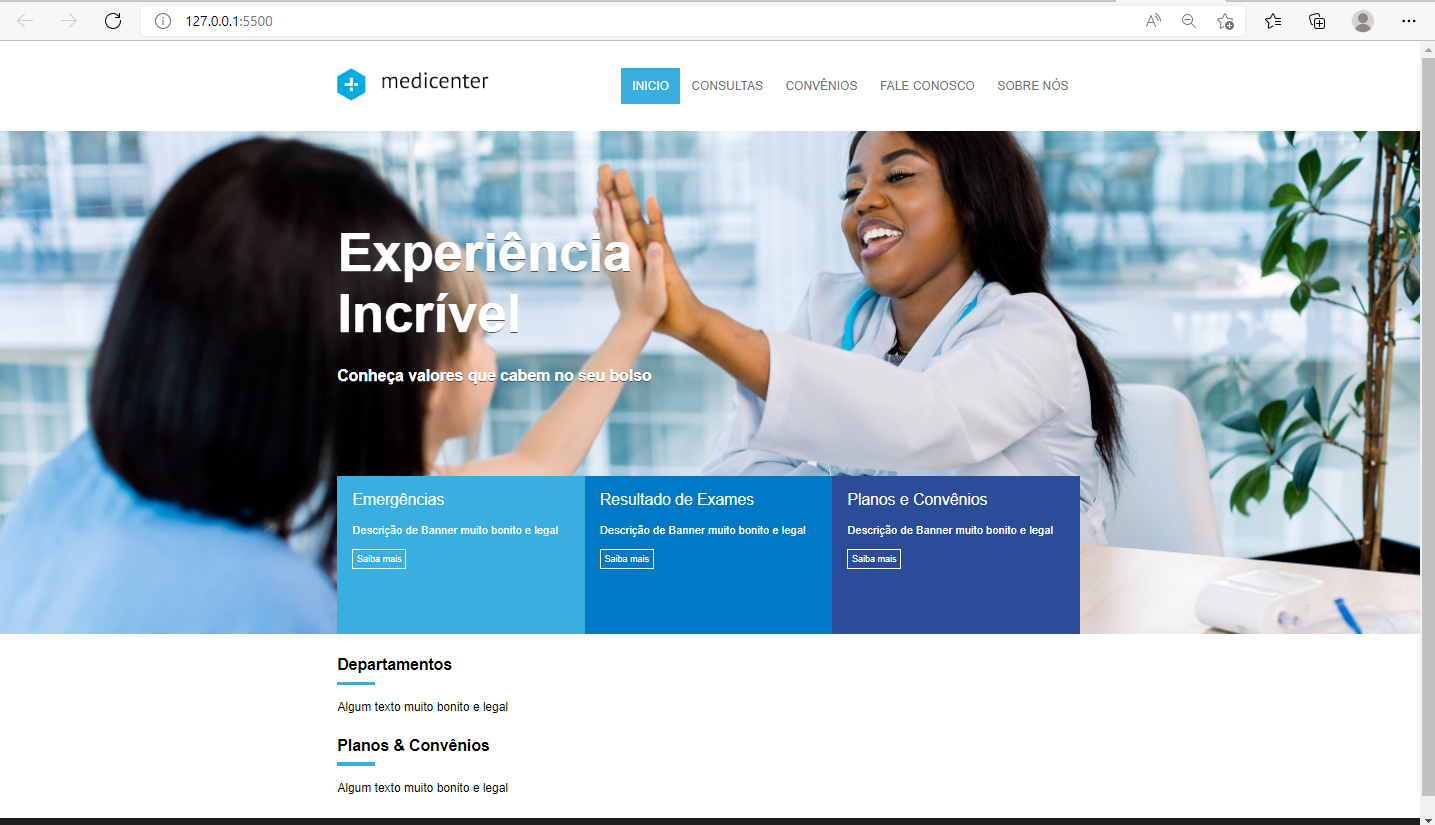 127.0.0.1:5500
medicenter
INICIO CONSULTAS CONVÊNIOS FALE CONOSCO SOBRE NÓS
Experiência
Incrível
Conheça valores que cabem no seu bolso
Emergências
Descrição de Banner muito bonito e legal
Saiba mais
Resultado de Exames
Descrição de Banner muito bonito e legal
Saiba mais
Planos e Convênios
Descrição de Banner muito bonito e legal
Saiba mais
Departamentos
Algum texto muito bonito e legal
Planos & Convênios
Algum texto muito bonito e legal